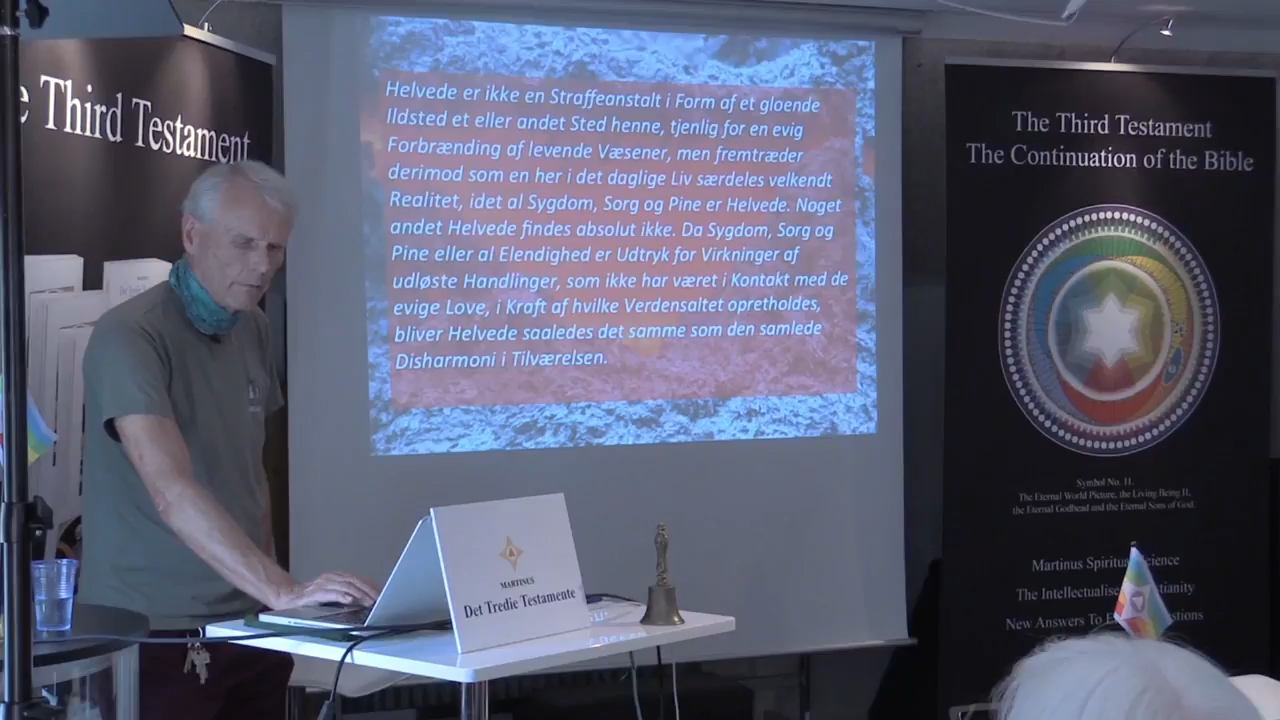 e Third Testament
Helvede er ikke en Straffeanstalt i Form af et gloende
Ildsted et eller andet Sted henne, tjenlig for en evig
Forbrænding af levende Væsener, men fremtræder
derimod som en her i det daglige Liv særdeles velkendt
Realitet, idet al Sygdom, Sorg og Pine er Helvede. Noget
andet Helvede findes absolut ikke. Da Sygdom, Sorg og
Pine eller al Elendighed er Udtryk for Virkninger af
udløste Handlinger, som ikke har været i Kontakt med de
evige Love, i Kraft af hvilke Verdensaltet opretholdes,
bliver Helvede saaledes det samme som den samlede
Disharmoni i Tilværelsen.
The Third Testament
The Continuation of the Bible
Symbol No. 11.
The Eternal World Picture, the Living Being II,
the Eternal Godhead and the Eternal Sons of God.
Martinus Spiritual Science
The Intellectualise tianity
New Answers To stions
MARTINUS
Det Tredie Testamente